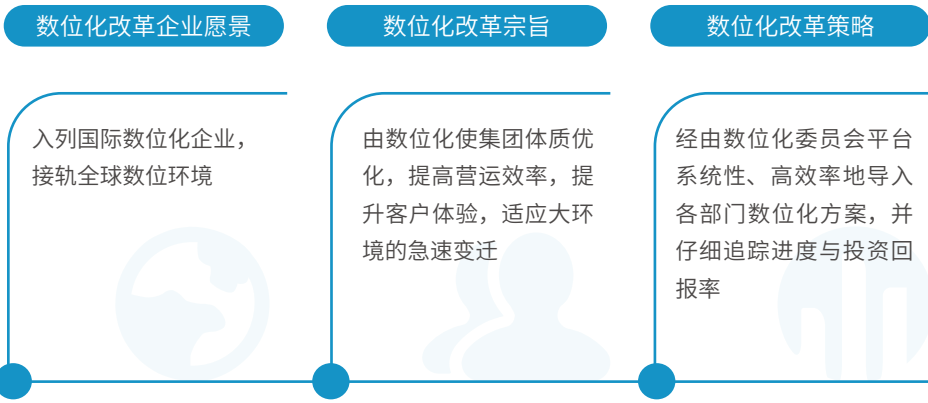 数位化改革企业愿景
入列国际数位化企业，
接轨全球数位环境
数位化改革宗旨
由数位化使集团体质优
化，提高营运效率，提
升客户体验，适应大环
境的急速变迁
数位化改革策略
经由数位化委员会平台
系统性、高效率地导入
各部门数位化方案，并
仔细追踪进度与投资回
报率